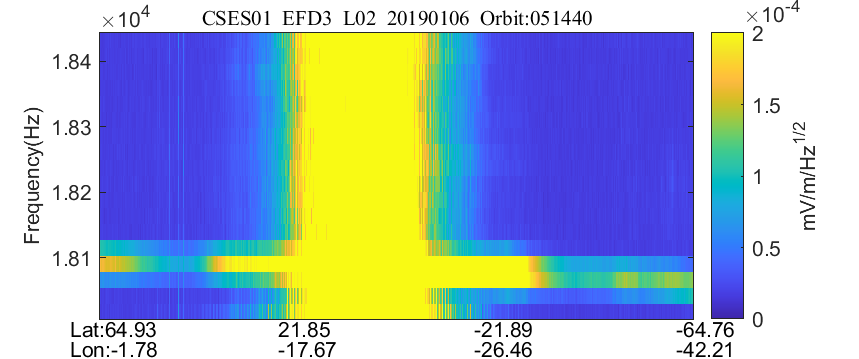 CSES01 EFD3 L02 20190106 Orbit:051440
×10⁴
×10⁻⁴
1.84
1.83
1.82
1.81
Frequency(Hz)
2
1.5
1
0.5
0
mV/m/Hz^1/2
Lat:64.93 21.85 -21.89 -64.76
Lon:-1.78 -17.67 -26.46 -42.21